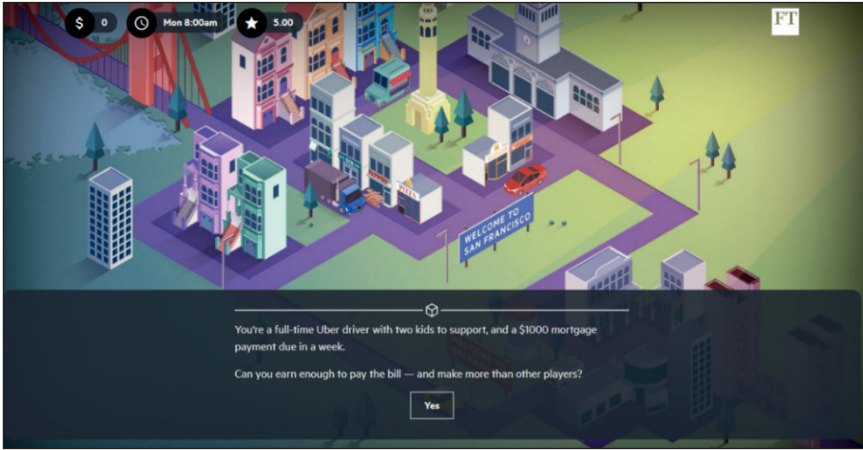 $ 0 Mon 8:00am ★ 5.00
FT
PIZZA
WELCOME TO
SAN FRANCISCO
You're a full-time Uber driver with two kids to support, and a $1000 mortgage
payment due in a week.
Can you earn enough to pay the bill — and make more than other players?
Yes